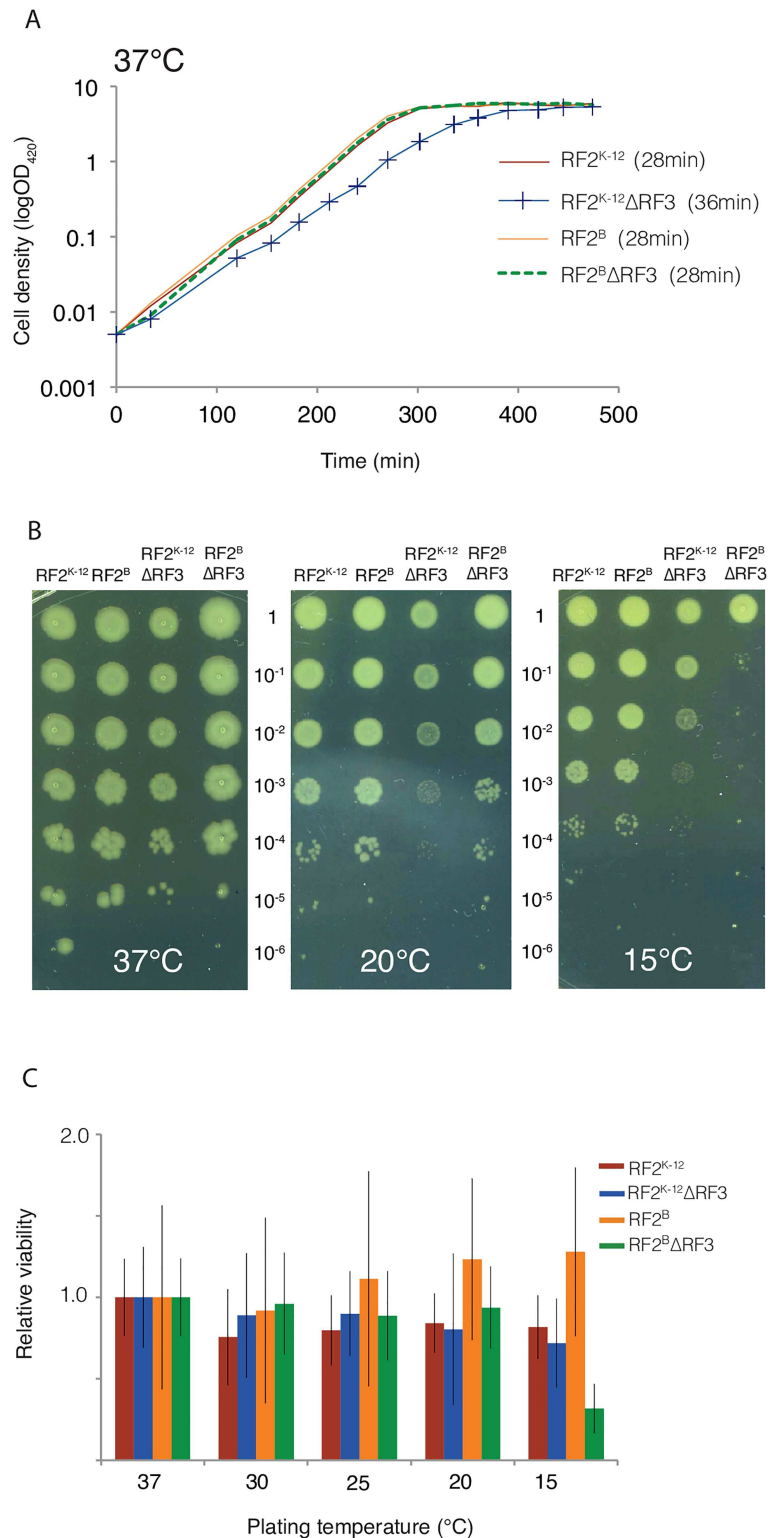 A
37°C
10
1
0.1
0.01
0.001
Cell density (logOD₄₂₀)
0 100 200 300 400 500
Time (min)
RF2ᴷ⁻¹² (28min)
RF2ᴷ⁻¹²ΔRF3 (36min)
RF2ᴮ (28min)
RF2ᴮΔRF3 (28min)
B
RF2ᴷ⁻¹² RF2ᴮ RF2ᴷ⁻¹² ΔRF3 RF2ᴮ ΔRF3
RF2ᴷ⁻¹² RF2ᴮ RF2ᴷ⁻¹² ΔRF3 RF2ᴮ ΔRF3
RF2ᴷ⁻¹² RF2ᴮ RF2ᴷ⁻¹² ΔRF3 RF2ᴮ ΔRF3
1 1
10⁻¹ 10⁻¹
10⁻² 10⁻²
10⁻³ 10⁻³
10⁻⁴ 10⁻⁴
10⁻⁵ 10⁻⁵
10⁻⁶ 10⁻⁶
37°C 20°C 15°C
C
2.0
1.0
Relative viability
RF2ᴷ⁻¹²
RF2ᴷ⁻¹²ΔRF3
RF2ᴮ
RF2ᴮΔRF3
37 30 25 20 15
Plating temperature (°C)